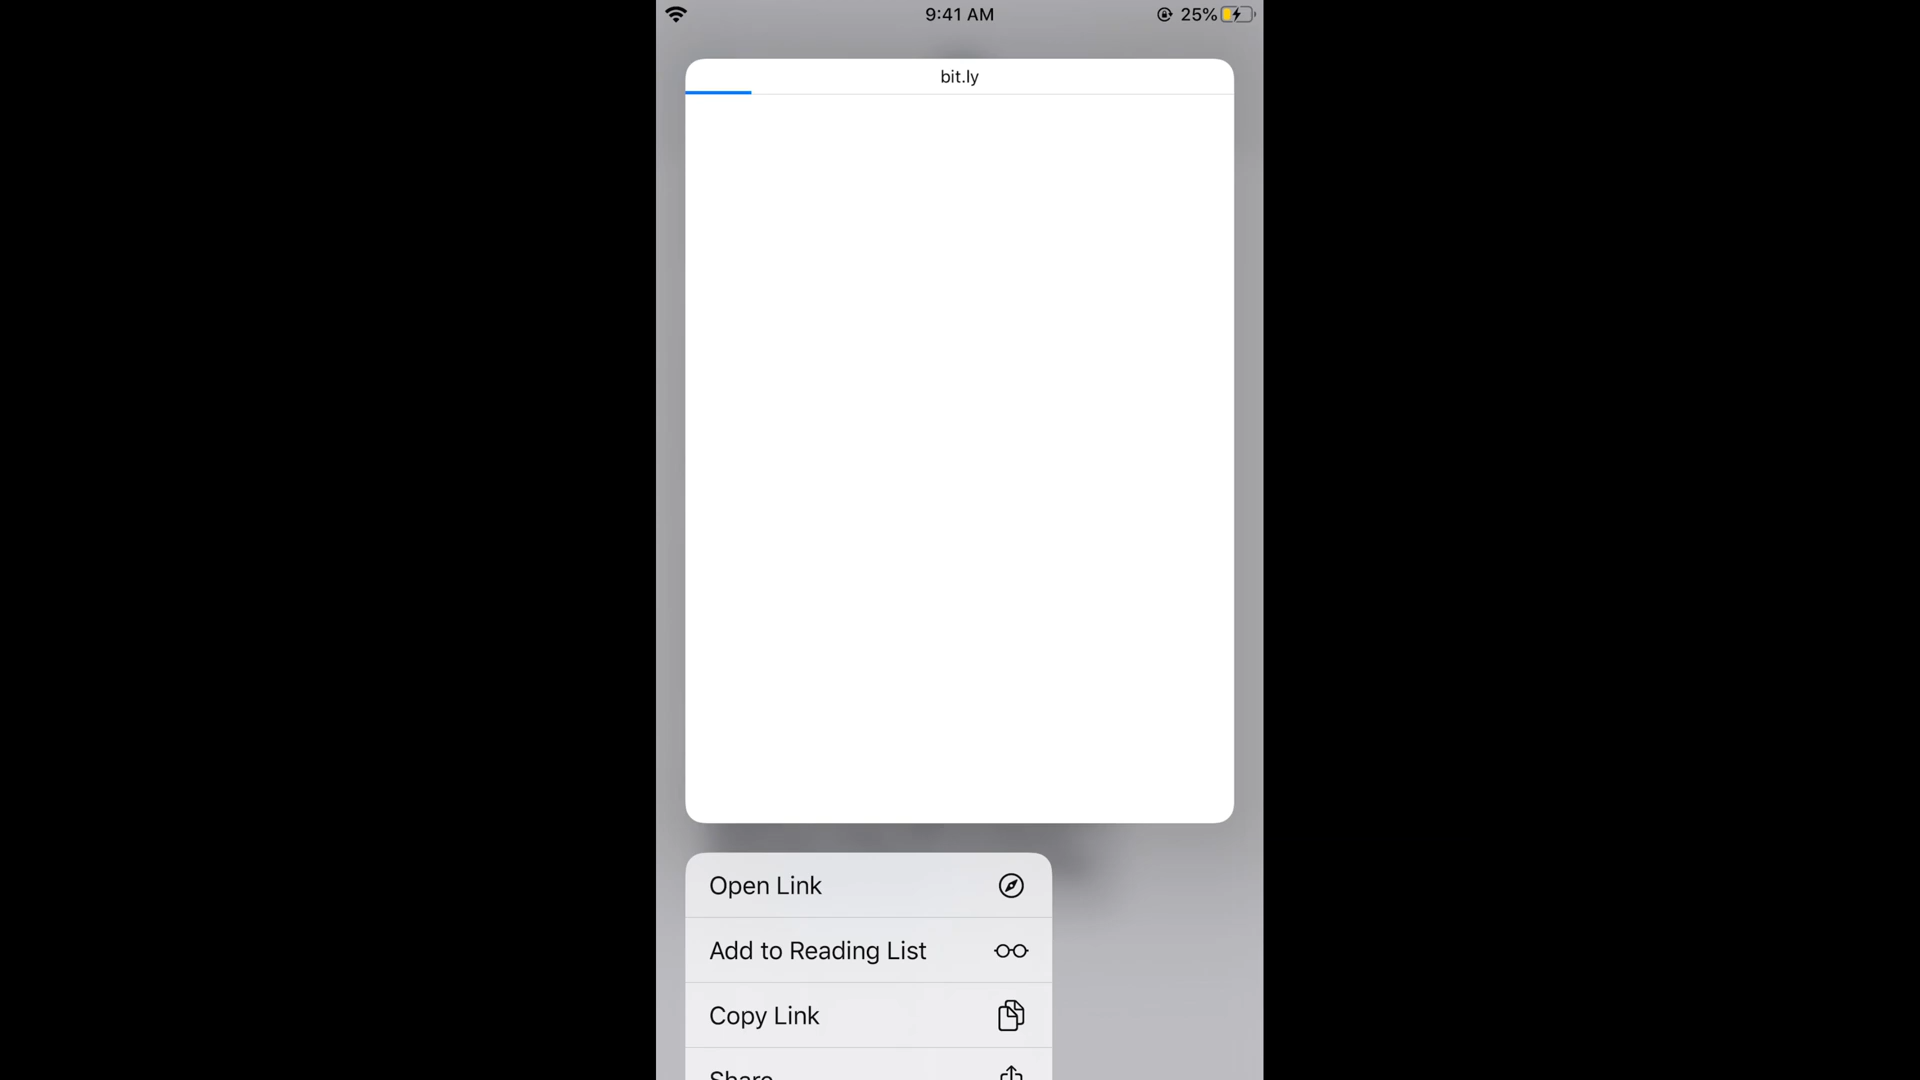 9:41 AM
25%
bit.ly
Open Link
Add to Reading List
Copy Link
Share